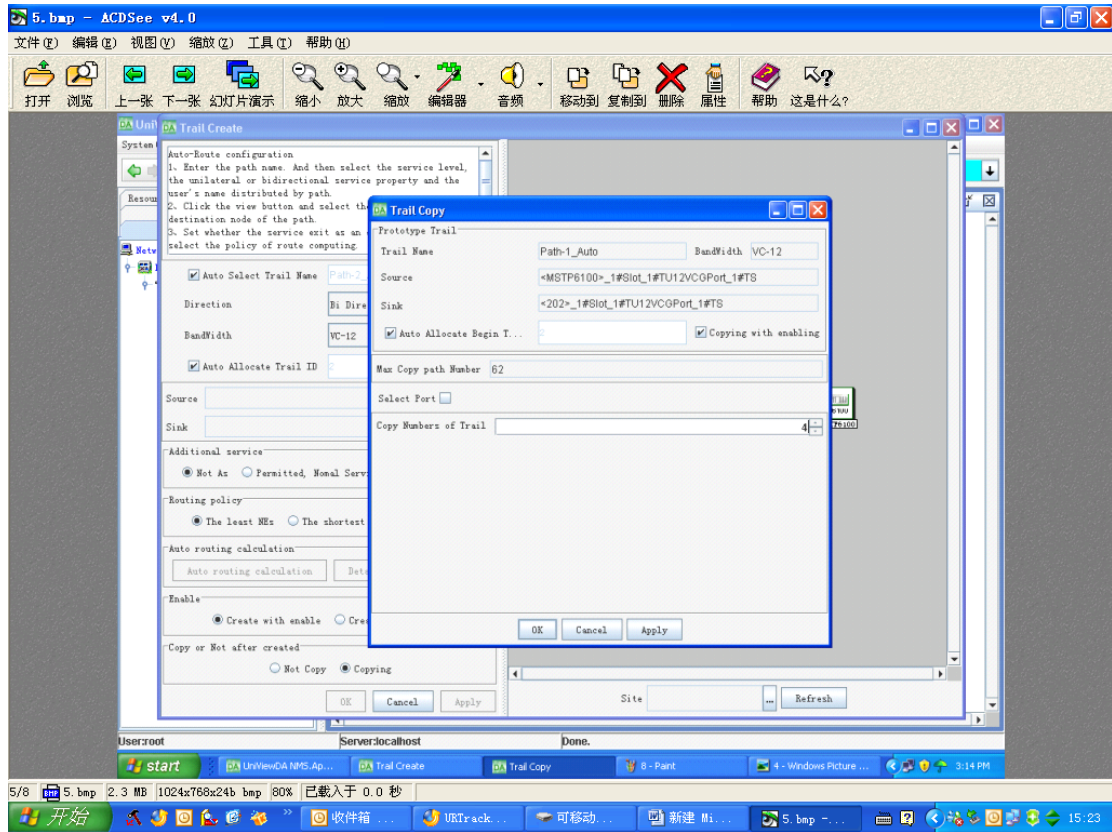 5.bmp - ACDSee v4.0
文件(F) 编辑(E) 视图(V) 缩放(Z) 工具(T) 帮助(H)
打开 浏览 上一张 下一张 幻灯片演示 缩小 放大 缩放 编辑器 音频 移动到 复制到 删除 属性 帮助 这是什么?
Trail Create
Auto-Route configuration
1、Enter the path name. And then select the service level,
the unilateral or bidirectional service property and the
user's name distributed by path.
2、Click the view button and select the
destination node of the path.
3、Set whether the service exit as an
select the policy of route computing
Auto Select Trail Name
Direction Bi Dire
BandWidth VC-12
Auto Allocate Trail ID 2
Source
Sink
Additional service
Not As Permitted, Nomal Serv
Routing policy
The least NEs The shortest
Auto routing calculation
Auto routing calculation
Enable
Create with enable
Copy or Not after created
Not Copy Copying
OK Cancel Apply
Trail Copy
Prototype Trail
Trail Name Path-1_Auto BandWidth VC-12
Source <MSTP6100>_1#Slot_1#TU12VCGPort_1#TS
Sink <202>_1#Slot_1#TU12VCGPort_1#TS
Auto Allocate Begin T... Copying with enabling
Max Copy path Number 62
Select Port
Copy Numbers of Trail 4
OK Cancel Apply
Site ... Refresh
User:root Server:localhost Done.
start UniViewDA NMS.Ap... Trail Create Trail Copy 8 - Paint 4 - Windows Picture ... 3:14 PM
5/8 5.bmp 2.3 MB 1024x768x24b bmp 80% 已载入于 0.0 秒
开始 收件箱 URTrack... 可移动... 新建 Mi... 5.bmp -... 15:23